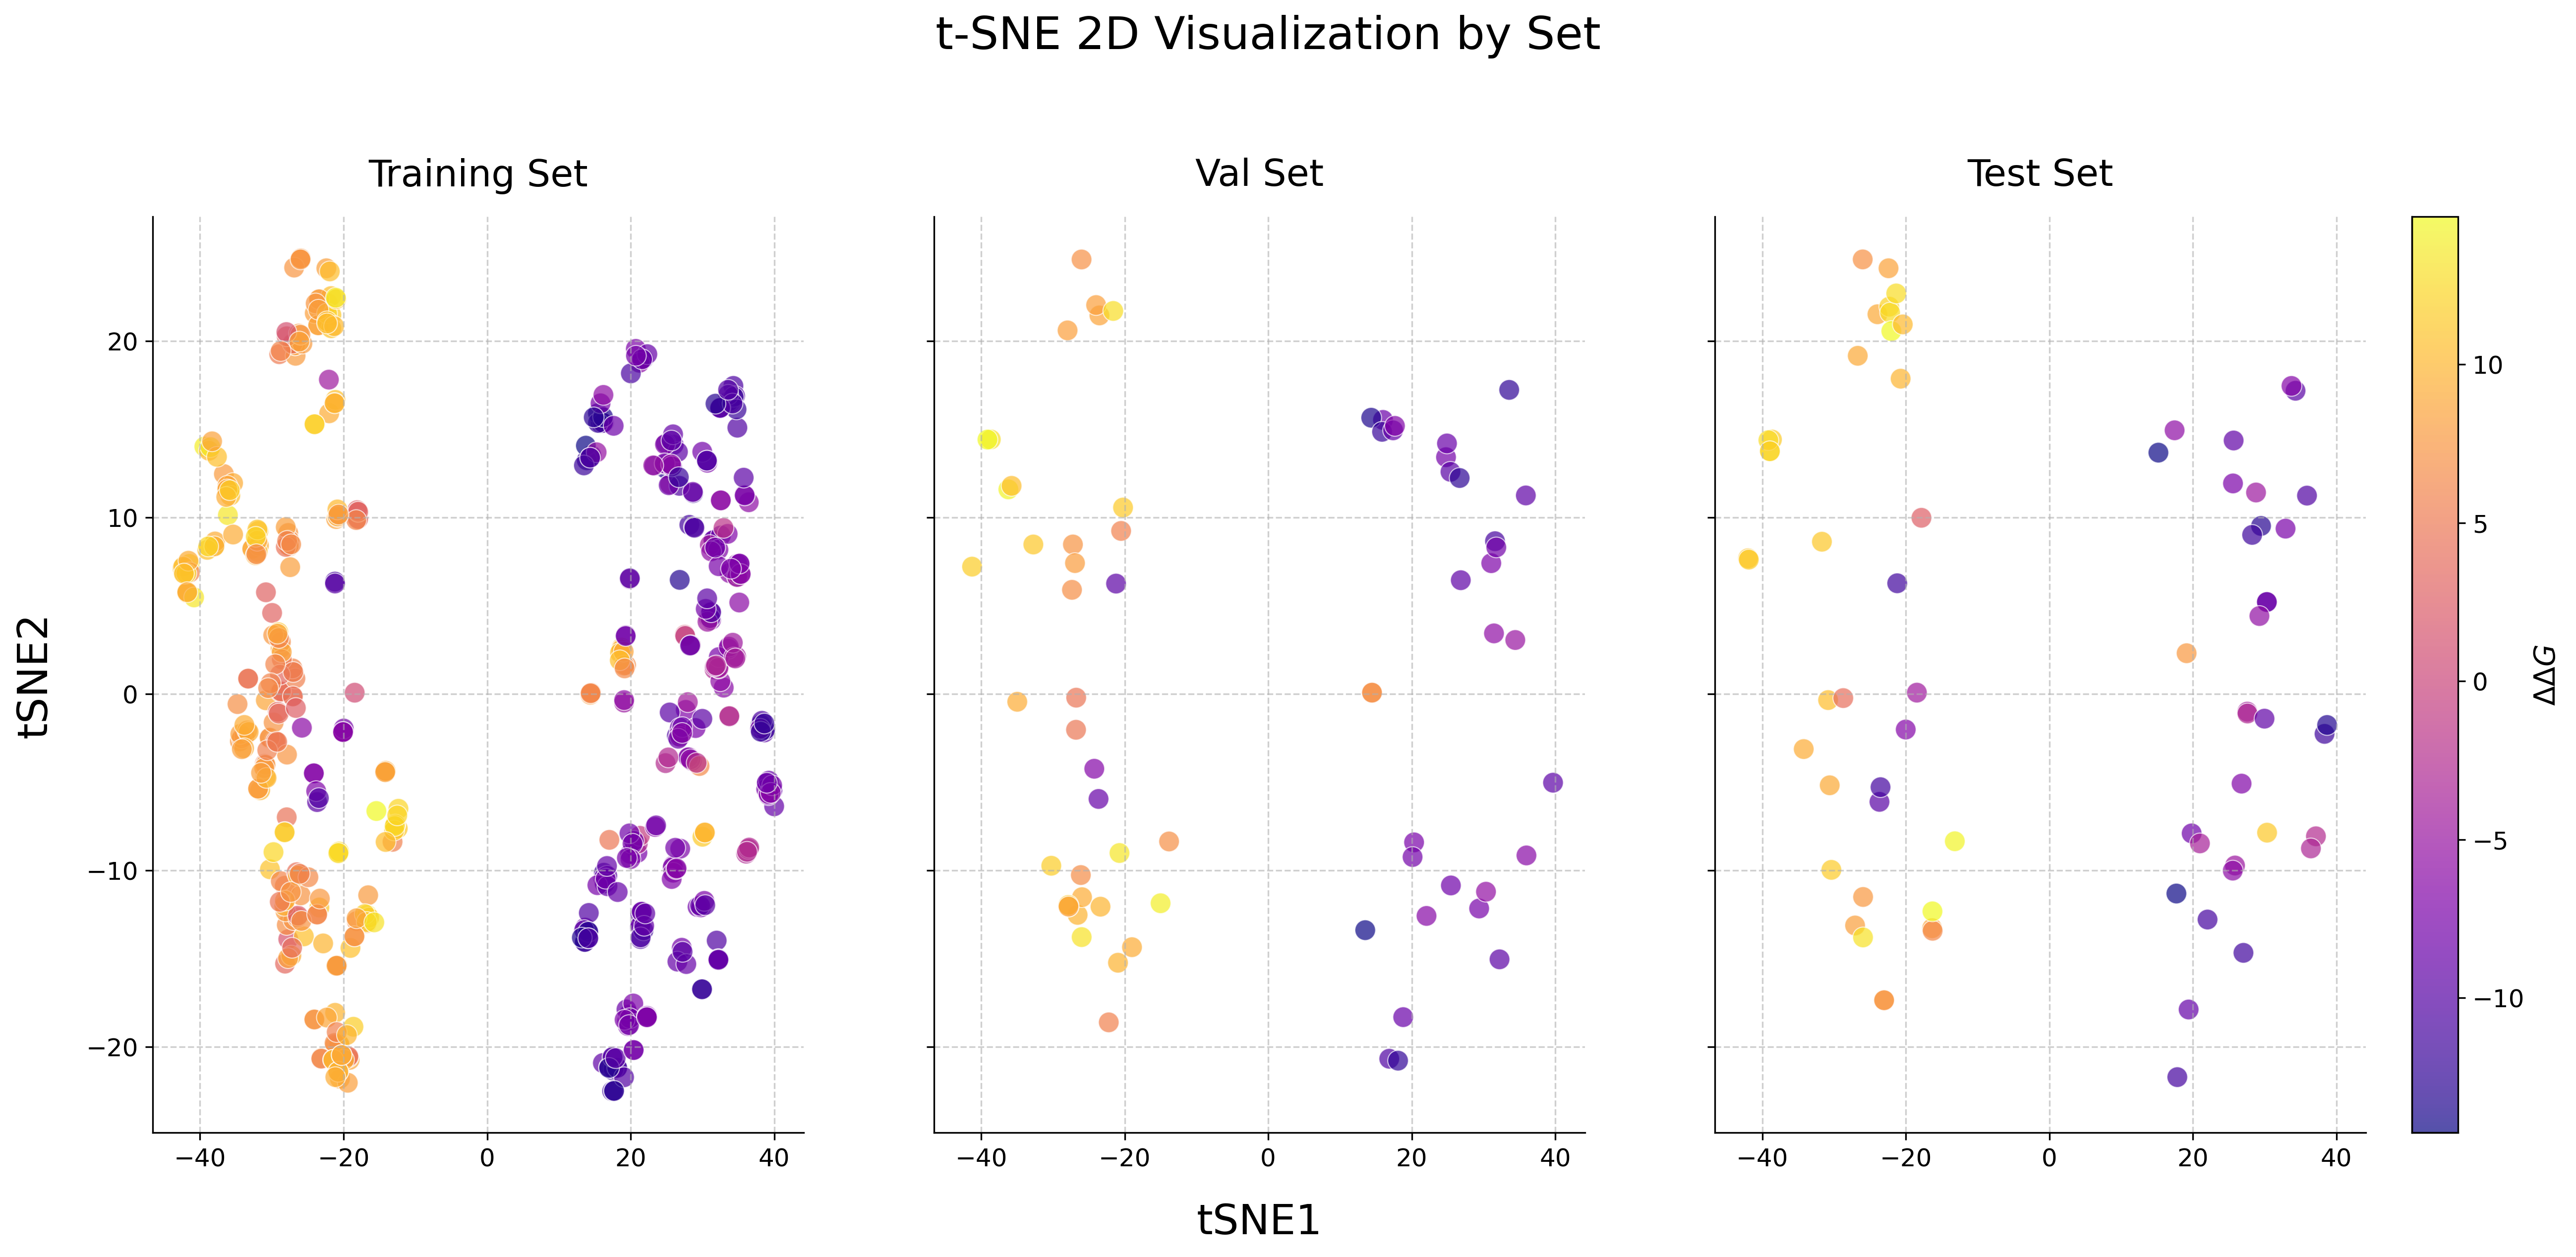 t-SNE 2D Visualization by Set
Training Set
Val Set
Test Set
tSNE2
20
10
0
−10
−20
−40 −20 0 20 40
−40 −20 0 20 40
−40 −20 0 20 40
tSNE1
10
5
0
−5
−10
ΔΔG